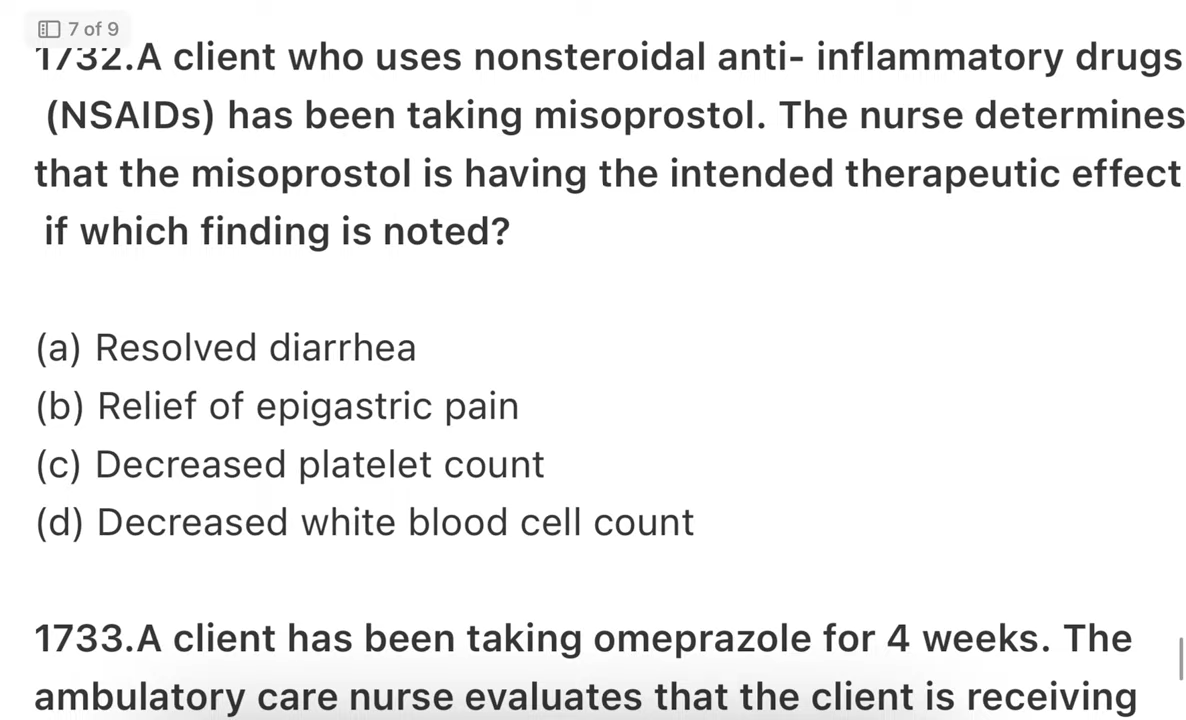 7 of 9
1732.A client who uses nonsteroidal anti- inflammatory drugs
(NSAIDs) has been taking misoprostol. The nurse determines
that the misoprostol is having the intended therapeutic effect
if which finding is noted?
(a) Resolved diarrhea
(b) Relief of epigastric pain
(c) Decreased platelet count
(d) Decreased white blood cell count
1733.A client has been taking omeprazole for 4 weeks. The
ambulatory care nurse evaluates that the client is receiving